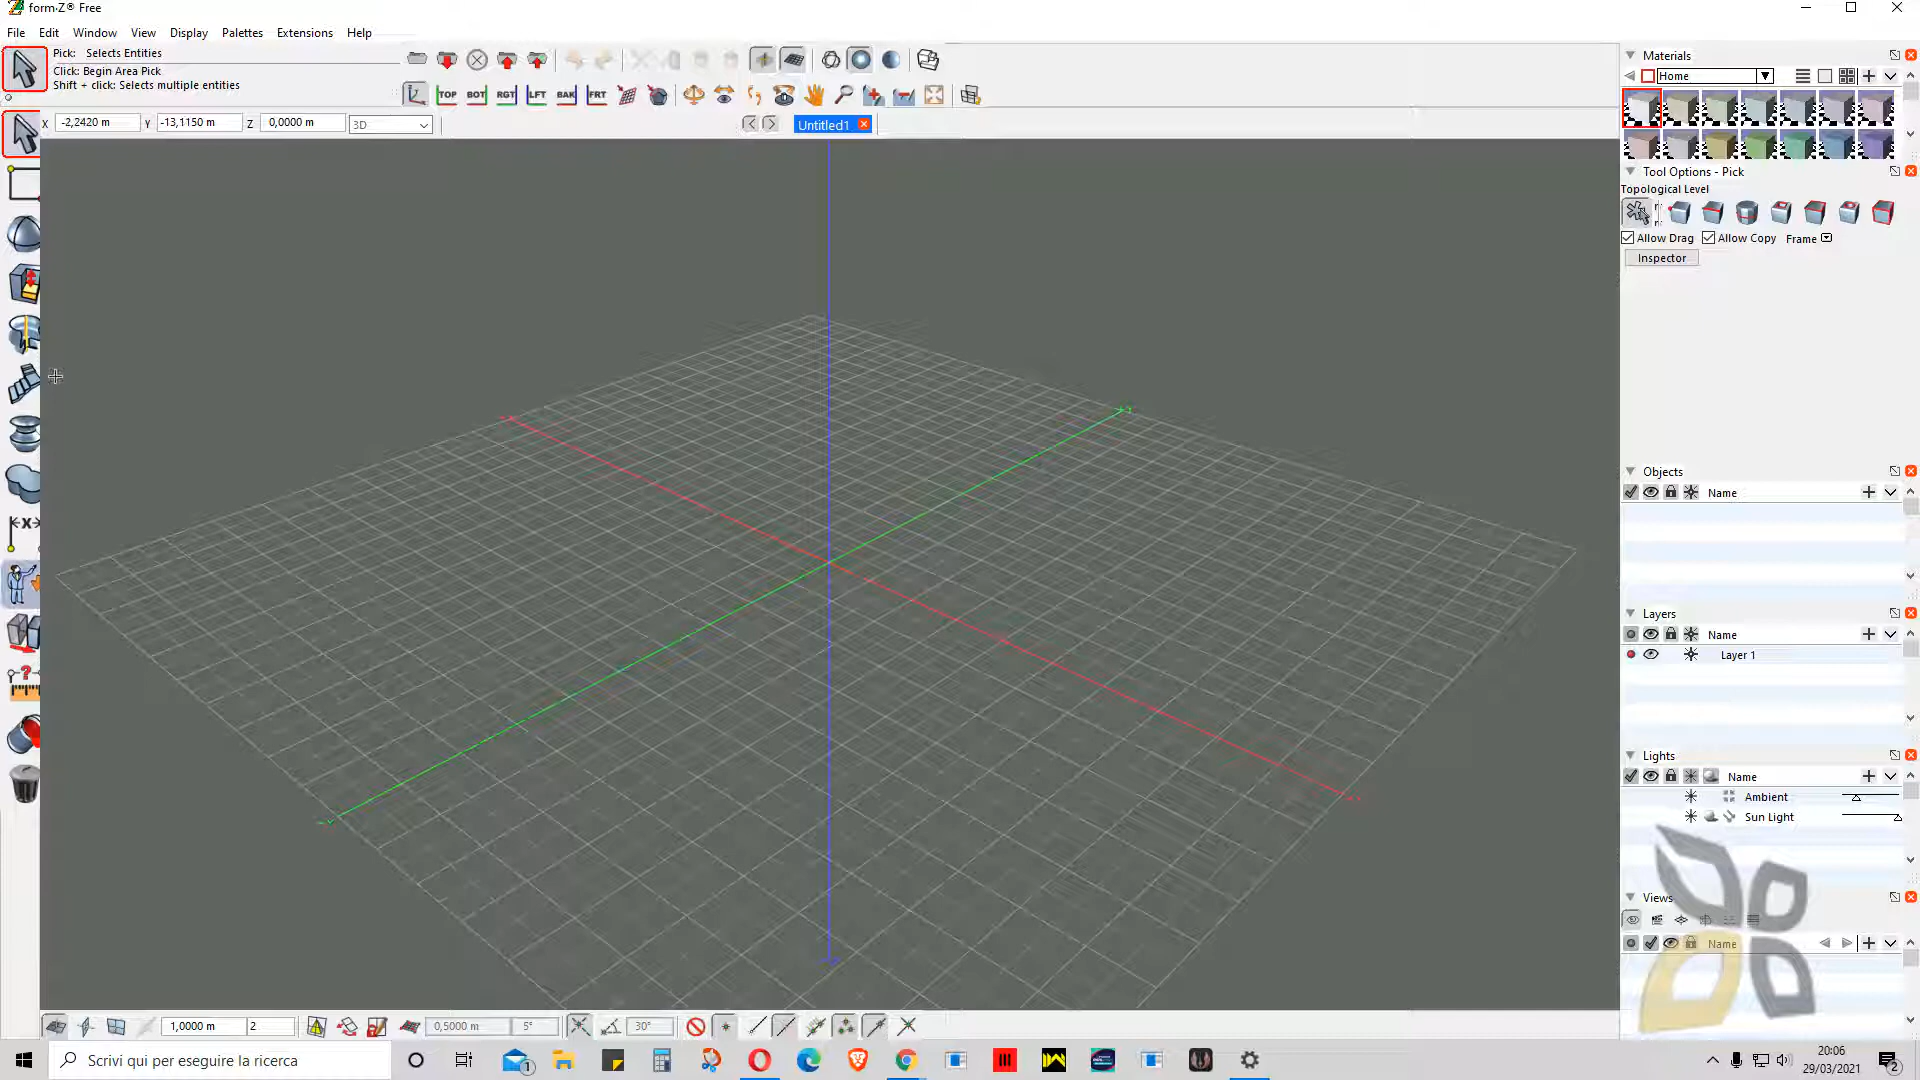 form·Z® Free
File Edit Window View Display Palettes Extensions Help
Pick: Selects Entities
Click: Begin Area Pick
Shift + click: Selects multiple entities
TOP BOT RGT LFT BAK FRT
X -2,2420 m Y -13,1150 m Z 0,0000 m 3D
Untitled1
Materials
Home
Tool Options - Pick
Topological Level
Allow Drag Allow Copy Frame
Inspector
Objects
Name
Layers
Name
Layer 1
Lights
Name
Ambient
Sun Light
Views
Name
1,0000 m 2 0,5000 m 5° 30°
Scrivi qui per eseguire la ricerca
20:06
29/03/2021